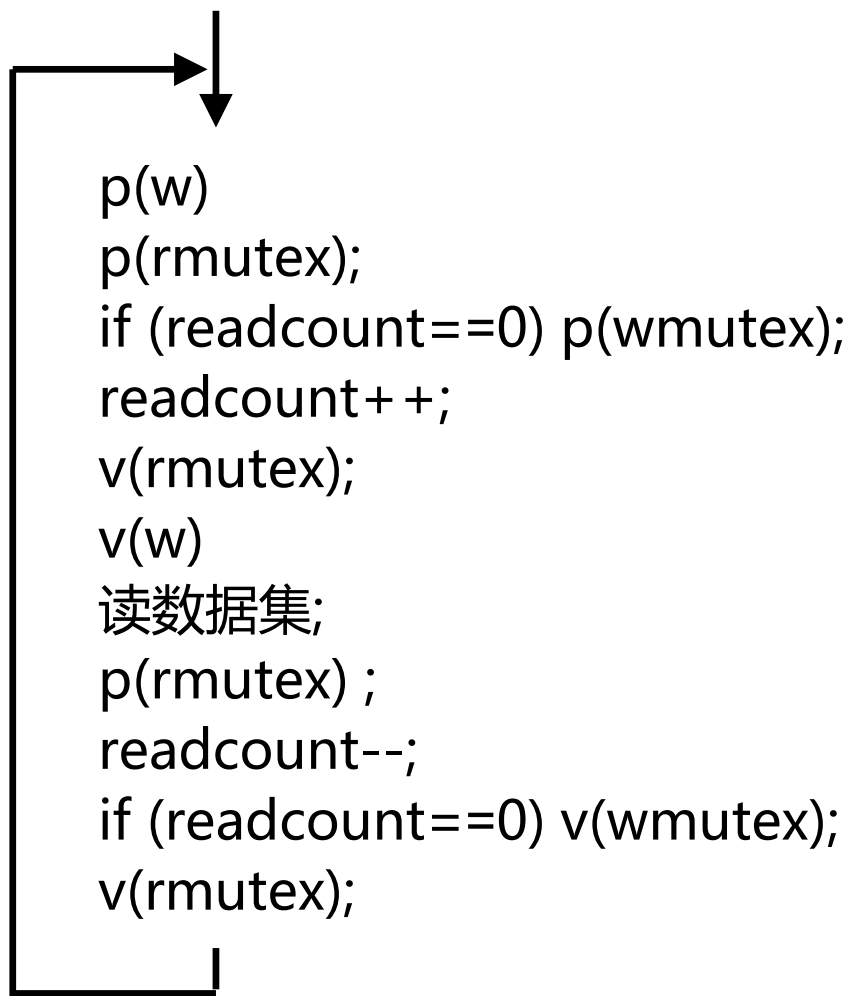 p(w)
p(rmutex);
if (readcount==0) p(wmutex);
readcount++;
v(rmutex);
v(w)
读数据集;
p(rmutex) ;
readcount--;
if (readcount==0) v(wmutex);
v(rmutex);